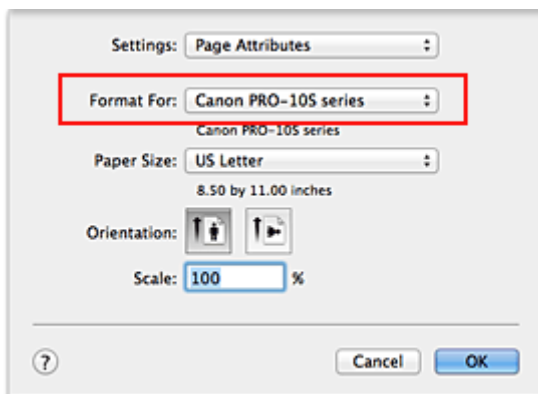 Settings: Page Attributes
Format For: Canon PRO-10S series
Canon PRO-10S series
Paper Size: US Letter
8.50 by 11.00 inches
Orientation:
Scale: 100 %
? Cancel OK